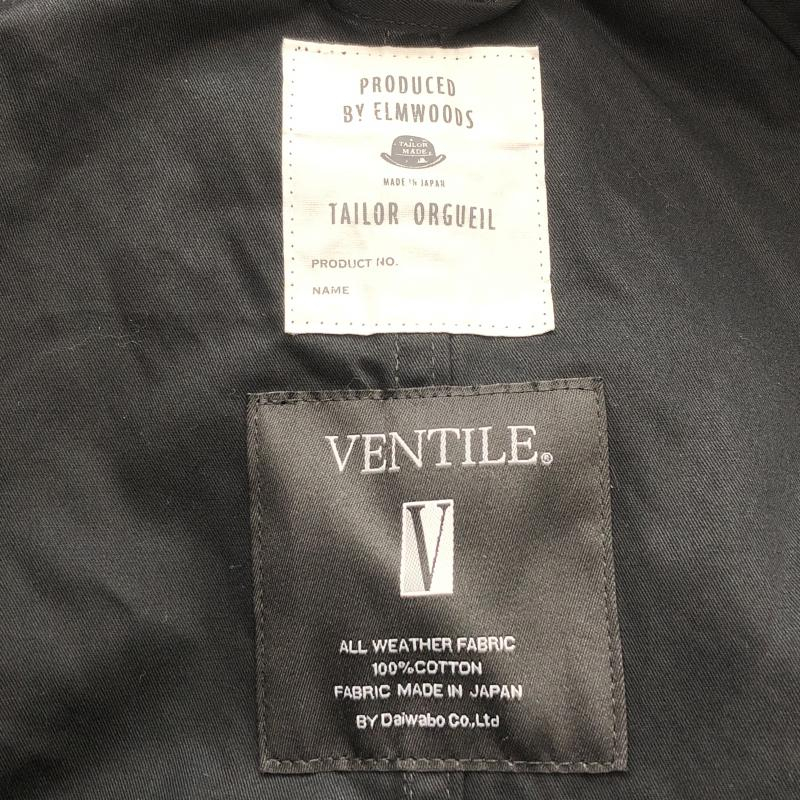 PRODUCED
BY ELMWOODS
TAILOR
MADE
MADE IN JAPAN
TAILOR ORGUEIL
PRODUCT NO.
NAME
VENTILE®
V
ALL WEATHER FABRIC
100%COTTON
FABRIC MADE IN JAPAN
BY Daiwabo Co.,Ltd